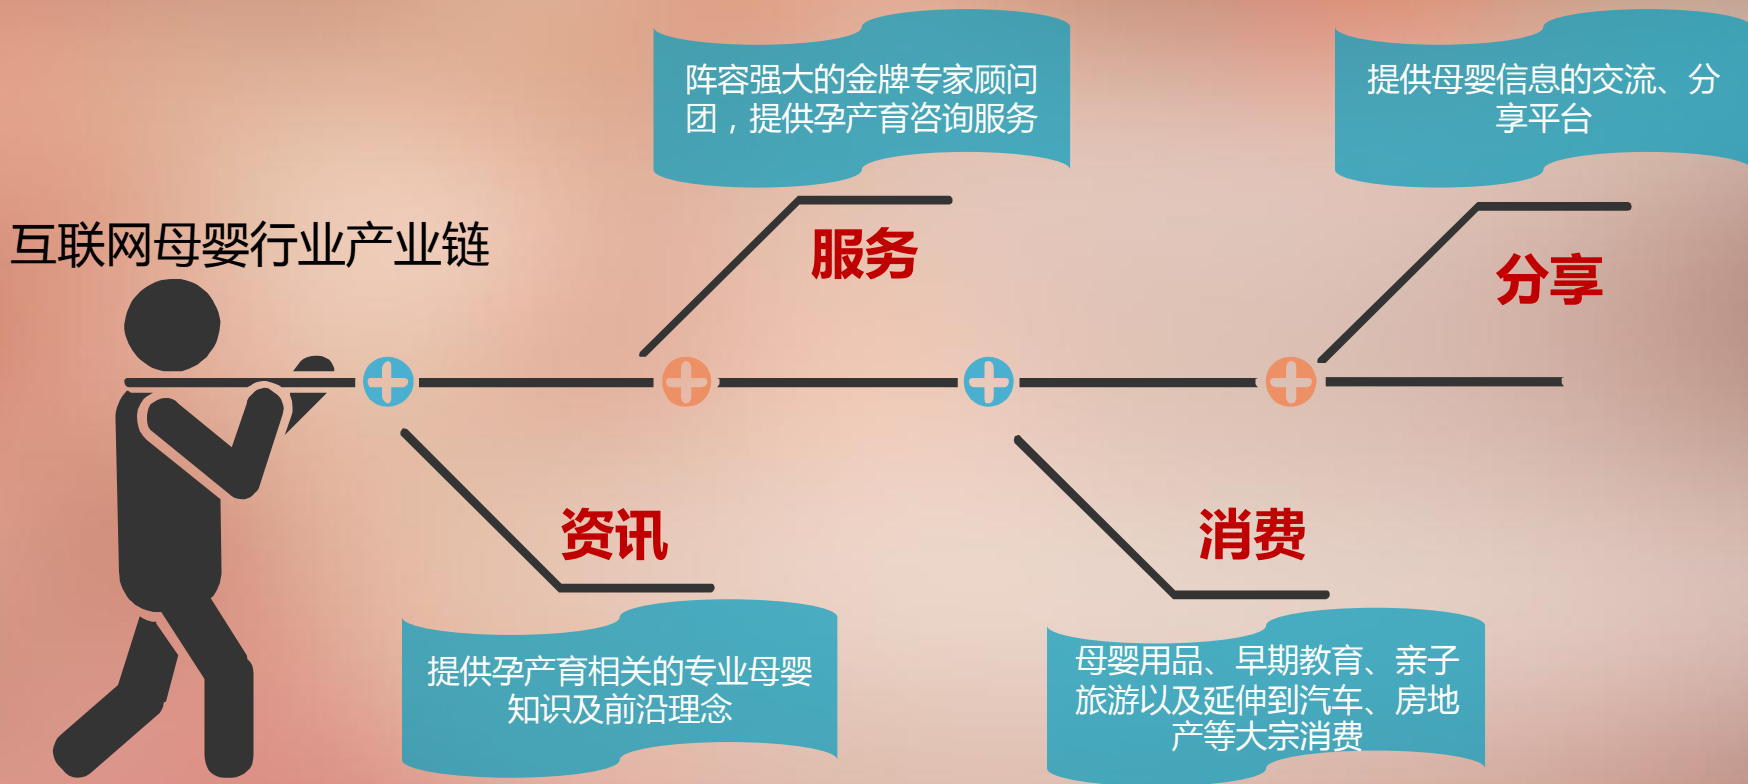 互联网母婴行业产业链
阵容强大的金牌专家顾问
团，提供孕产育咨询服务
服务
提供母婴信息的交流、分
享平台
分享
资讯
提供孕产育相关的专业母婴
知识及前沿理念
消费
母婴用品、早期教育、亲子
旅游以及延伸到汽车、房地
产等大宗消费